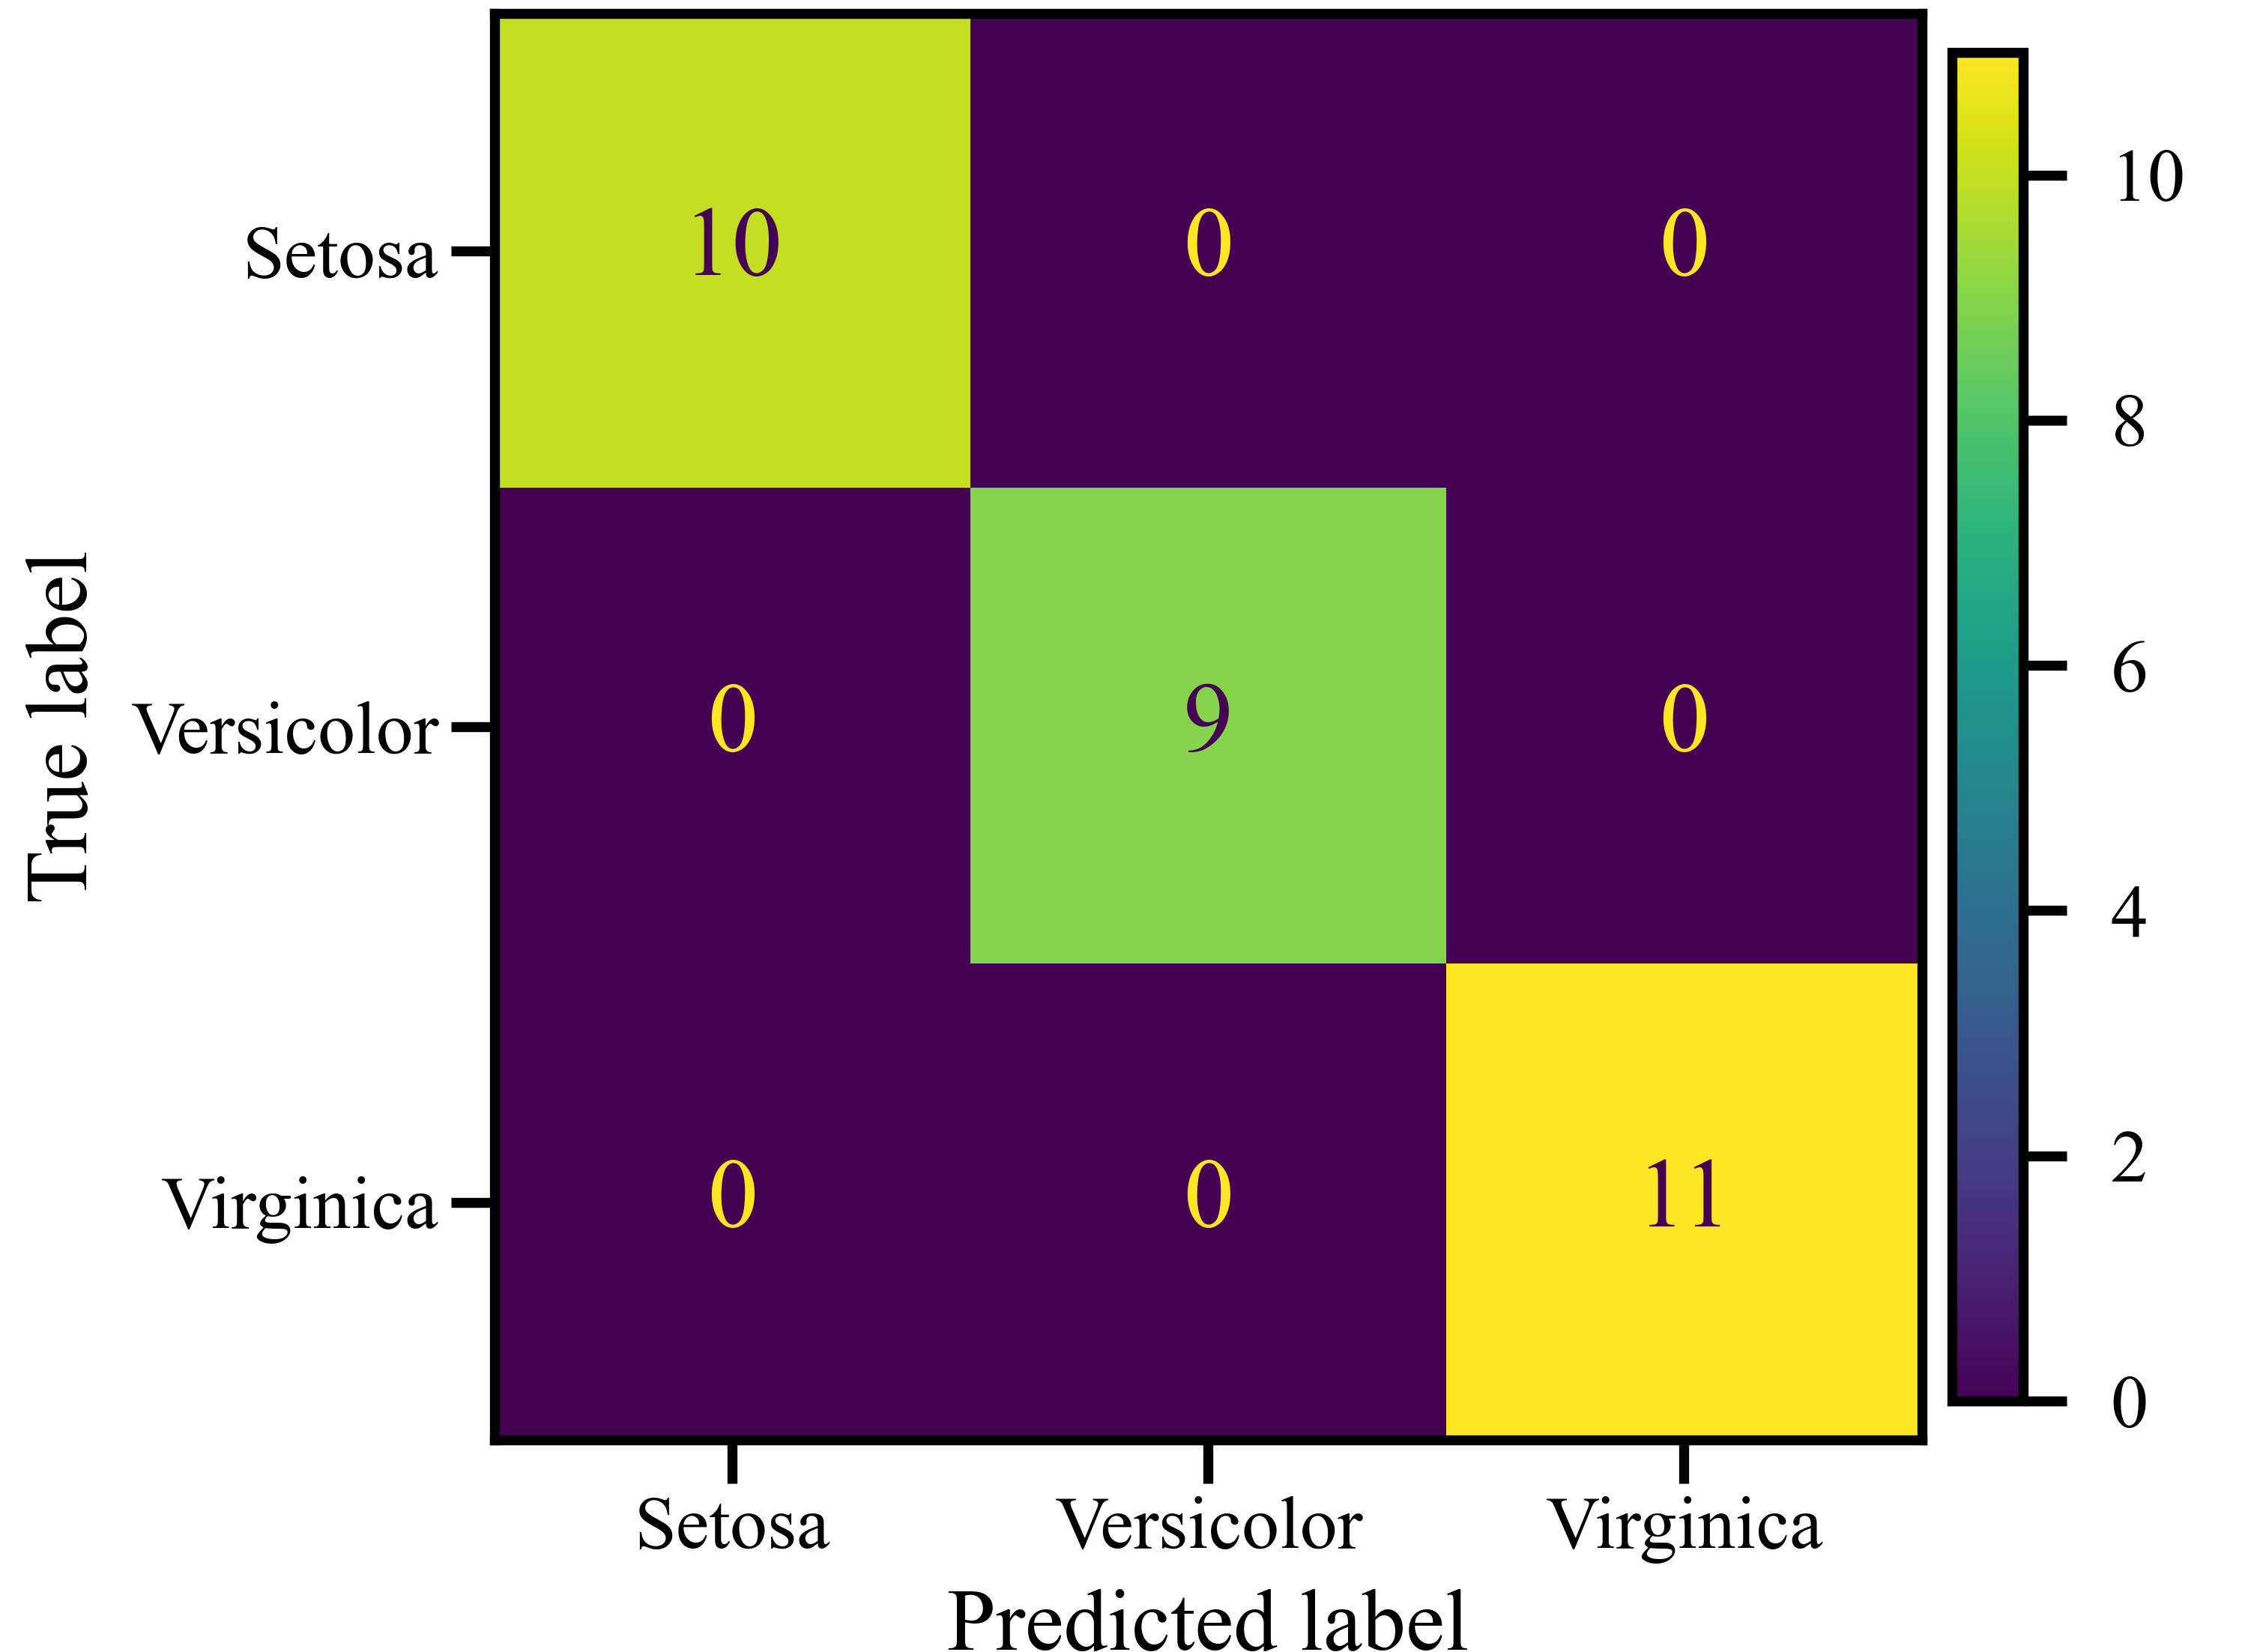 10
Setosa 10 0 0
8
True label
6
Versicolor 0 9 0
4
2
Virginica 0 0 11
0
Setosa Versicolor Virginica
Predicted label